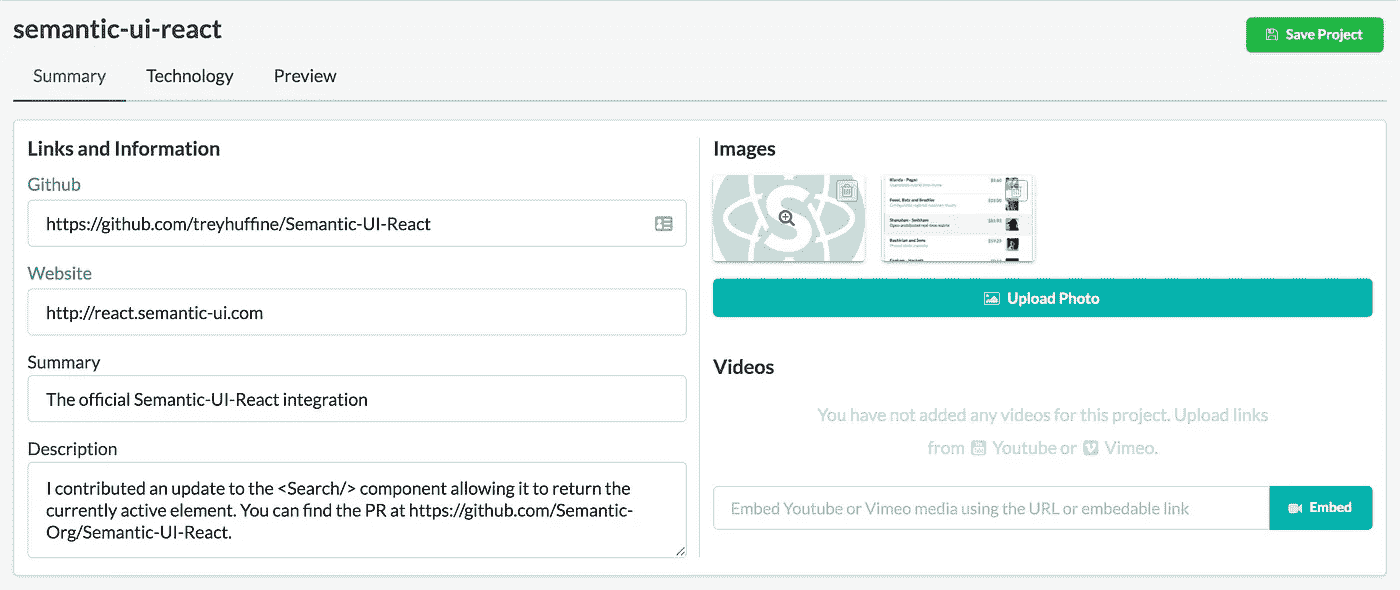 semantic-ui-react
Save Project
Summary
Technology
Preview
Links and Information
Github
https://github.com/treyhuffine/Semantic-UI-React
Website
http://react.semantic-ui.com
Summary
The official Semantic-UI-React integration
Description
I contributed an update to the <Search/> component allowing it to return the
currently active element. You can find the PR at https://github.com/Semantic-
Org/Semantic-UI-React.
Images
Upload Photo
Videos
You have not added any videos for this project. Upload links
from Youtube or Vimeo.
Embed Youtube or Vimeo media using the URL or embedable link
Embed